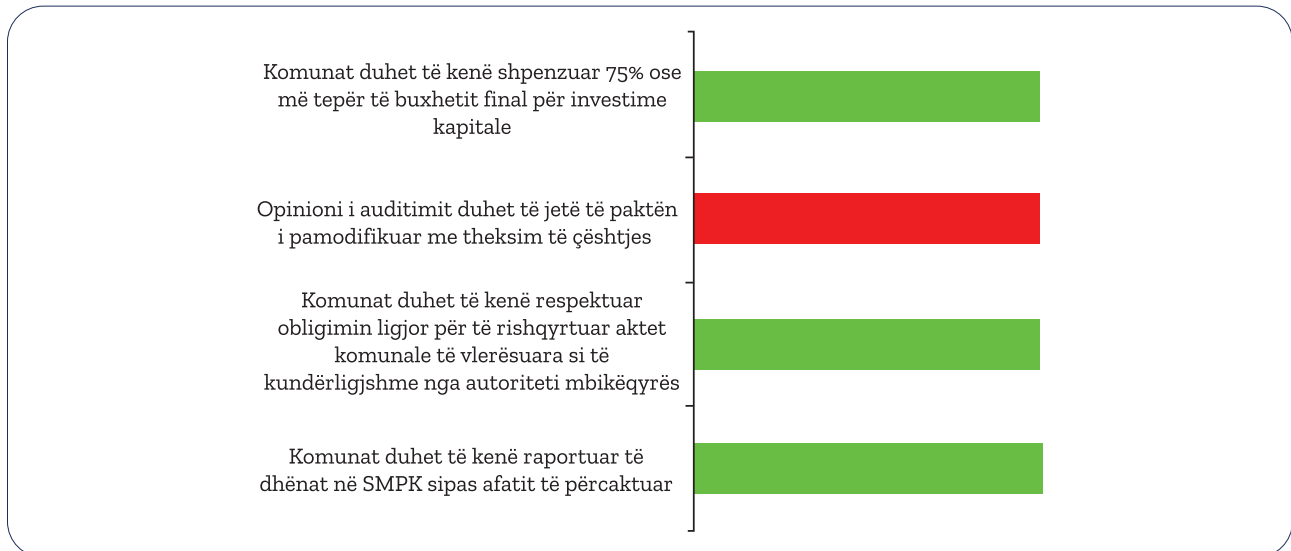 Komunat duhet të kenë shpenzuar 75% ose
më tepër të buxhetit final për investime
kapitale
Opinioni i auditimit duhet të jetë të paktën
i pamodifikuar me theksim të çështjes
Komunat duhet të kenë respektuar
obligimin ligjor për të rishqyrtuar aktet
komunale të vlerësuara si të
kundërligjshme nga autoriteti mbikëqyrës
Komunat duhet të kenë raportuar të
dhënat në SMPK sipas afatit të përcaktuar